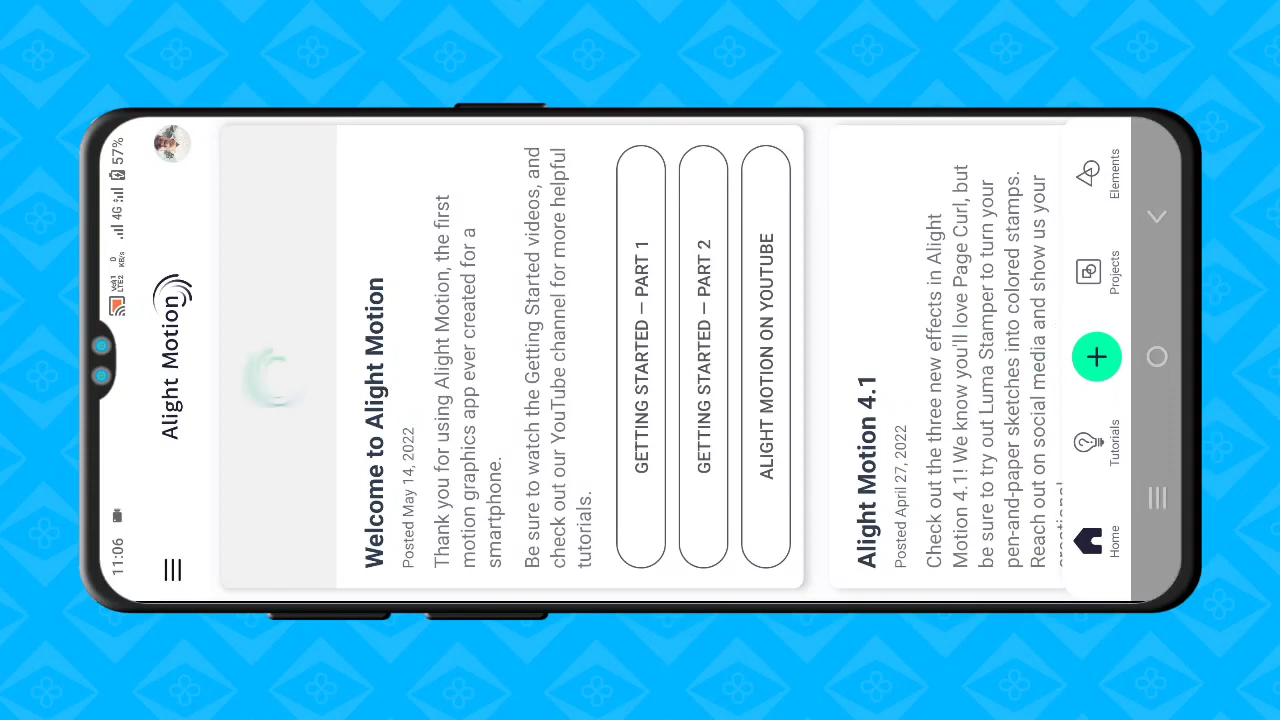 11:06
Vo)) 1
LTE2
0
KB/s
4G
57%
Alight Motion
Welcome to Alight Motion
Posted May 14, 2022
Thank you for using Alight Motion, the first
motion graphics app ever created for a
smartphone.
Be sure to watch the Getting Started videos, and
check out our YouTube channel for more helpful
tutorials.
GETTING STARTED – PART 1
GETTING STARTED – PART 2
ALIGHT MOTION ON YOUTUBE
Alight Motion 4.1
Posted April 27, 2022
Check out the three new effects in Alight
Motion 4.1! We know you'll love Page Curl, but
be sure to try out Luma Stamper to turn your
pen-and-paper sketches into colored stamps.
Reach out on social media and show us your
Home
Tutorials
Projects
Elements